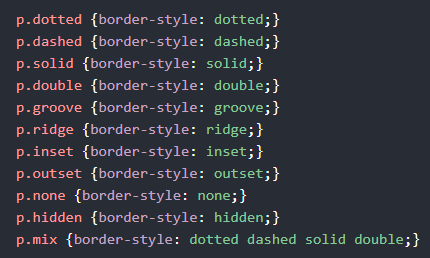 p.dotted {border-style: dotted;}
p.dashed {border-style: dashed;}
p.solid {border-style: solid;}
p.double {border-style: double;}
p.groove {border-style: groove;}
p.ridge {border-style: ridge;}
p.inset {border-style: inset;}
p.outset {border-style: outset;}
p.none {border-style: none;}
p.hidden {border-style: hidden;}
p.mix {border-style: dotted dashed solid double;}